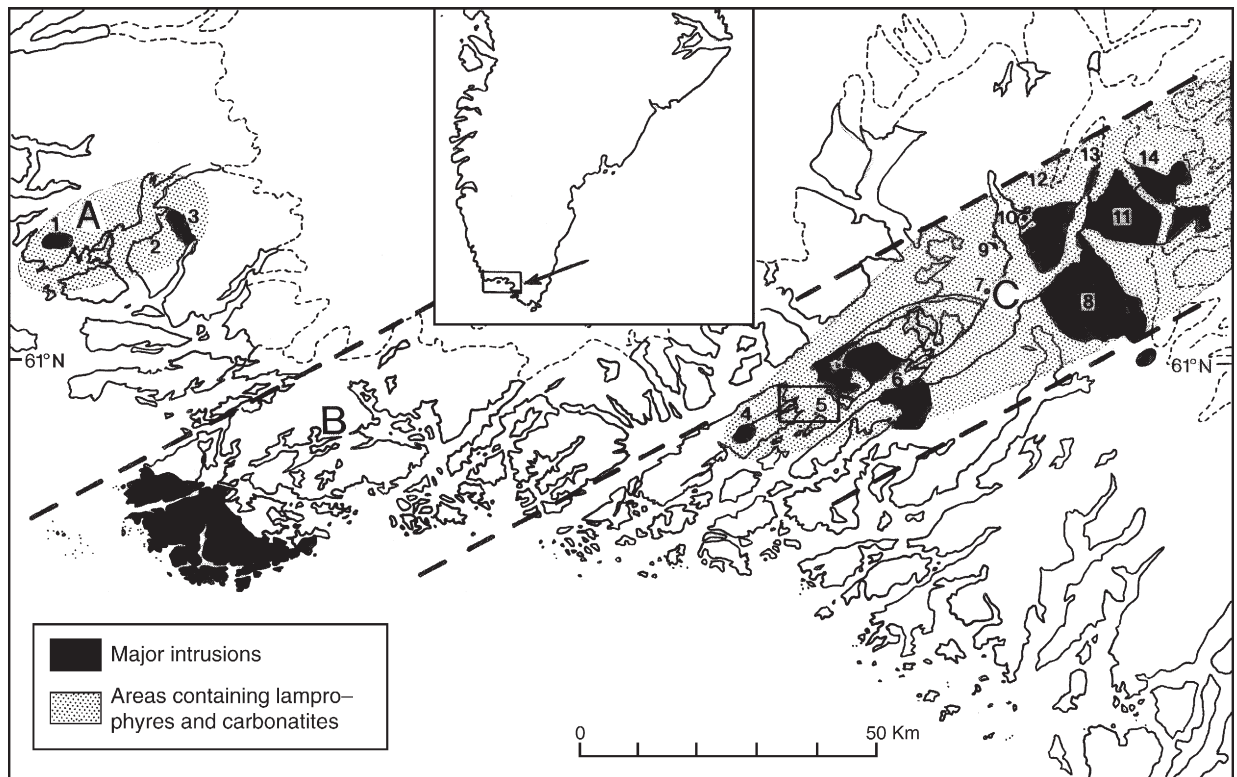 13
14
12
A
1
3
10
11
2
9
7
C
8
61°N
61°N
6
5
4
B
Major intrusions
Areas containing lampro–
phyres and carbonatites
0
50 Km